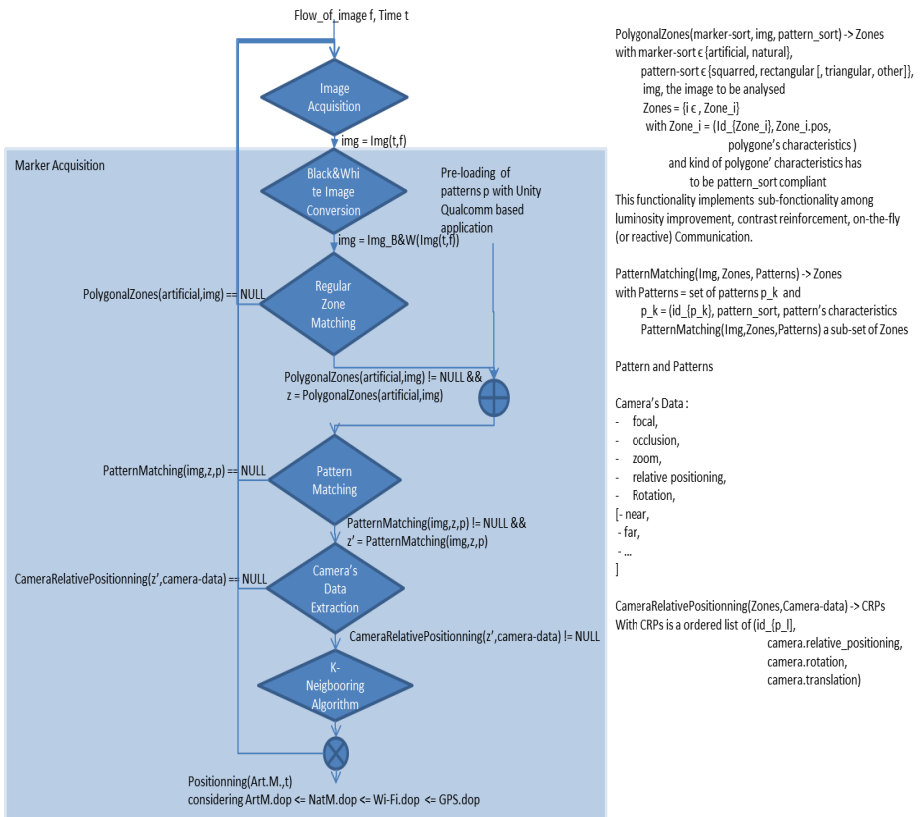 Flow_of_image f, Time t
Image
Acquisition
img = Img(t,f)
Marker Acquisition
Black&Whi
te Image
Conversion
Pre-loading of
patterns p with Unity
Qualcomm based
application
img = Img_B&W(Img(t,f))
Regular
Zone
Matching
PolygonalZones(artificial,img) == NULL
PolygonalZones(artificial,img) != NULL &&
z = PolygonalZones(artificial,img)
Pattern
Matching
PatternMatching(img,z,p) == NULL
PatternMatching(img,z,p) != NULL &&
z' = PatternMatching(img,z,p)
Camera's
Data
Extraction
CameraRelativePositionning(z',camera-data) == NULL
CameraRelativePositionning(z',camera-data) != NULL
K-
Neigbooring
Algorithm
Positionning(Art.M.,t)
considering ArtM.dop <= NatM.dop <= Wi-Fi.dop <= GPS.dop
PolygonalZones(marker-sort, img, pattern_sort) -> Zones
with marker-sort ϵ {artificial, natural},
pattern-sort ϵ {squarred, rectangular [, triangular, other]},
img, the image to be analysed
Zones = {i ϵ , Zone_i}
with Zone_i = (Id_{Zone_i}, Zone_i.pos,
polygone's characteristics )
and kind of polygone' characteristics has
to be pattern_sort compliant
This functionality implements sub-fonctionality among
luminosity improvement, contrast reinforcement, on-the-fly
(or reactive) Communication.
PatternMatching(Img, Zones, Patterns) -> Zones
with Patterns = set of patterns p_k and
p_k = (id_{p_k}, pattern_sort, pattern's characteristics
PatternMatching(Img,Zones,Patterns) a sub-set of Zones
Pattern and Patterns
Camera's Data :
- focal,
- occlusion,
- zoom,
- relative positioning,
- Rotation,
[- near,
- far,
- ...
]
CameraRelativePositionning(Zones,Camera-data) -> CRPs
With CRPs is a ordered list of (id_{p_l],
camera.relative_positioning,
camera.rotation,
camera.translation)